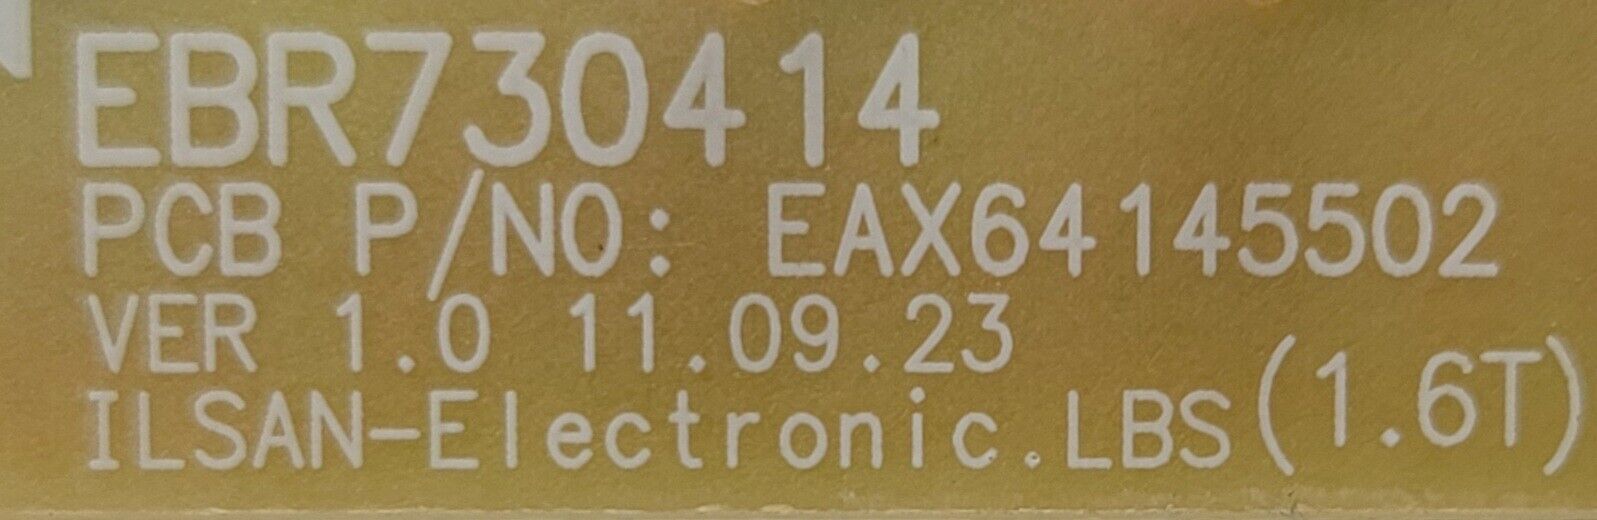 EBR730414
PCB P/NO: EAX64145502
VER 1.0 11.09.23
ILSAN-Electronic.LBS(1.6T)